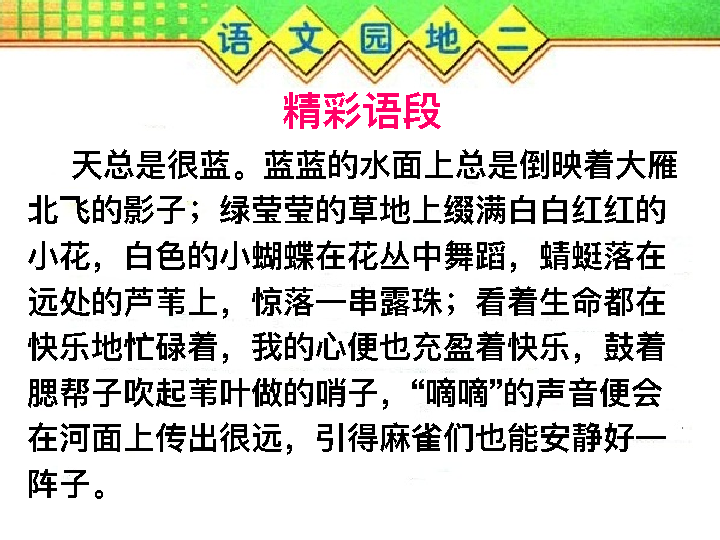 语文园地二
精彩语段
天总是很蓝。蓝蓝的水面上总是倒映着大雁
北飞的影子；绿莹莹的草地上缀满白白红红的
小花，白色的小蝴蝶在花丛中舞蹈，蜻蜓落在
远处的芦苇上，惊落一串露珠；看着生命都在
快乐地忙碌着，我的心便也充盈着快乐，鼓着
腮帮子吹起苇叶做的哨子，“嘀嘀”的声音便会
在河面上传出很远，引得麻雀们也能安静好一
阵子。